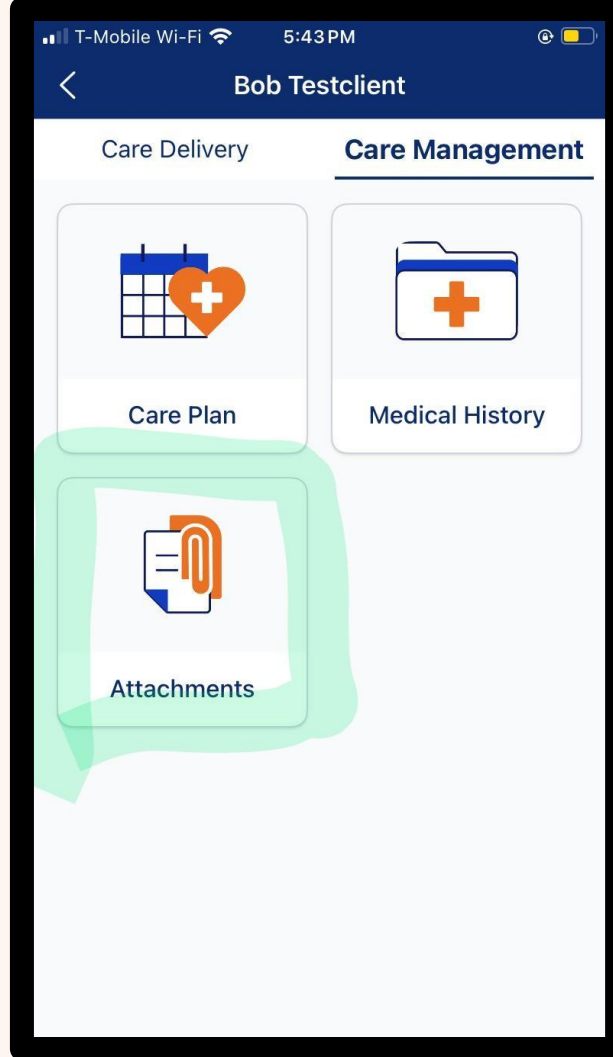 T-Mobile Wi-Fi 5:43 PM
Bob Testclient
Care Delivery Care Management
Care Plan Medical History
Attachments